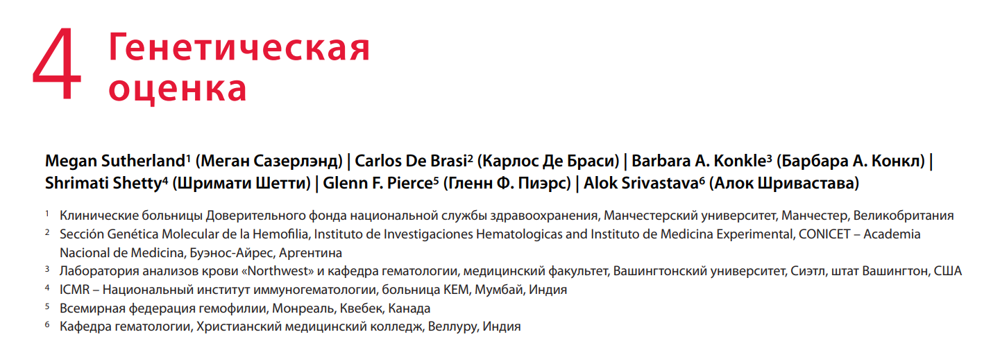 4 Генетическая
оценка
Megan Sutherland¹ (Меган Сазерлэнд) | Carlos De Brasi² (Карлос Де Браси) | Barbara A. Konkle³ (Барбара А. Конкл) |
Shrimati Shetty⁴ (Шримати Шетти) | Glenn F. Pierce⁵ (Гленн Ф. Пиэрс) | Alok Srivastava⁶ (Алок Шривастава)
¹ Клинические больницы Доверительного фонда национальной службы здравоохранения, Манчестерский университет, Манчестер, Великобритания
² Sección Genética Molecular de la Hemofilia, Instituto de Investigaciones Hematologicas and Instituto de Medicina Experimental, CONICET – Academia
Nacional de Medicina, Буэнос-Айрес, Аргентина
³ Лаборатория анализов крови «Northwest» и кафедра гематологии, медицинский факультет, Вашингтонский университет, Сиэтл, штат Вашингтон, США
⁴ ICMR – Национальный институт иммуногематологии, больница KEM, Мумбай, Индия
⁵ Всемирная федерация гемофилии, Монреаль, Квебек, Канада
⁶ Кафедра гематологии, Христианский медицинский колледж, Веллуру, Индия